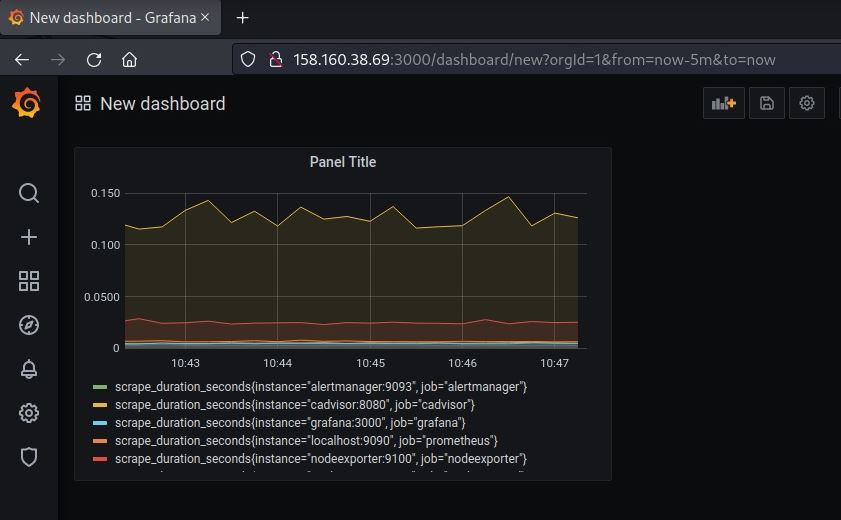 New dashboard - Grafana
158.160.38.69:3000/dashboard/new?orgId=1&from=now-5m&to=now
New dashboard
Panel Title
0.150
0.100
0.0500
0
10:43 10:44 10:45 10:46 10:47
scrape_duration_seconds{instance="alertmanager:9093", job="alertmanager"}
scrape_duration_seconds{instance="cadvisor:8080", job="cadvisor"}
scrape_duration_seconds{instance="grafana:3000", job="grafana"}
scrape_duration_seconds{instance="localhost:9090", job="prometheus"}
scrape_duration_seconds{instance="nodeexporter:9100", job="nodeexporter"}